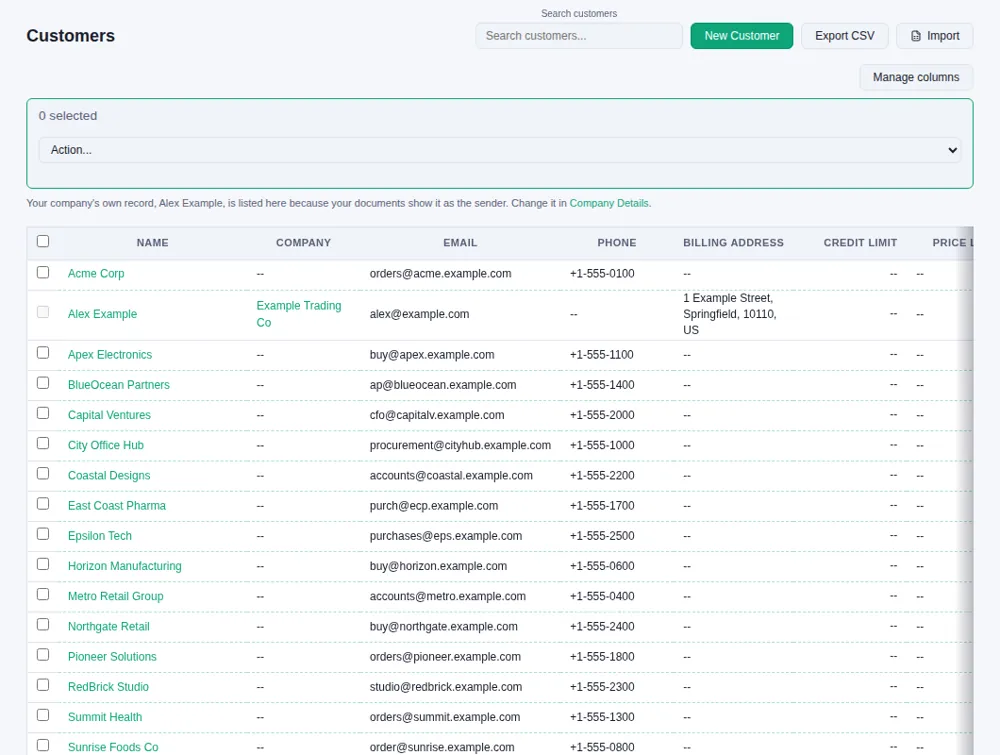 Search customers
Customers
Search customers...
New Customer
Export CSV
Import
Manage columns
0 selected
Action...
Your company's own record, Alex Example, is listed here because your documents show it as the sender. Change it in Company Details.
NAME COMPANY EMAIL PHONE BILLING ADDRESS CREDIT LIMIT PRICE
Acme Corp -- orders@acme.example.com +1-555-0100 -- -- --
Alex Example Example Trading Co alex@example.com -- 1 Example Street, Springfield, 10110, US -- --
Apex Electronics -- buy@apex.example.com +1-555-1100 -- -- --
BlueOcean Partners -- ap@blueocean.example.com +1-555-1400 -- -- --
Capital Ventures -- cfo@capitalv.example.com +1-555-2000 -- -- --
City Office Hub -- procurement@cityhub.example.com +1-555-1000 -- -- --
Coastal Designs -- accounts@coastal.example.com +1-555-2200 -- -- --
East Coast Pharma -- purch@ecp.example.com +1-555-1700 -- -- --
Epsilon Tech -- purchases@eps.example.com +1-555-2500 -- -- --
Horizon Manufacturing -- buy@horizon.example.com +1-555-0600 -- -- --
Metro Retail Group -- accounts@metro.example.com +1-555-0400 -- -- --
Northgate Retail -- buy@northgate.example.com +1-555-2400 -- -- --
Pioneer Solutions -- orders@pioneer.example.com +1-555-1800 -- -- --
RedBrick Studio -- studio@redbrick.example.com +1-555-2300 -- -- --
Summit Health -- orders@summit.example.com +1-555-1300 -- -- --
Sunrise Foods Co -- order@sunrise.example.com +1-555-0800 -- -- --